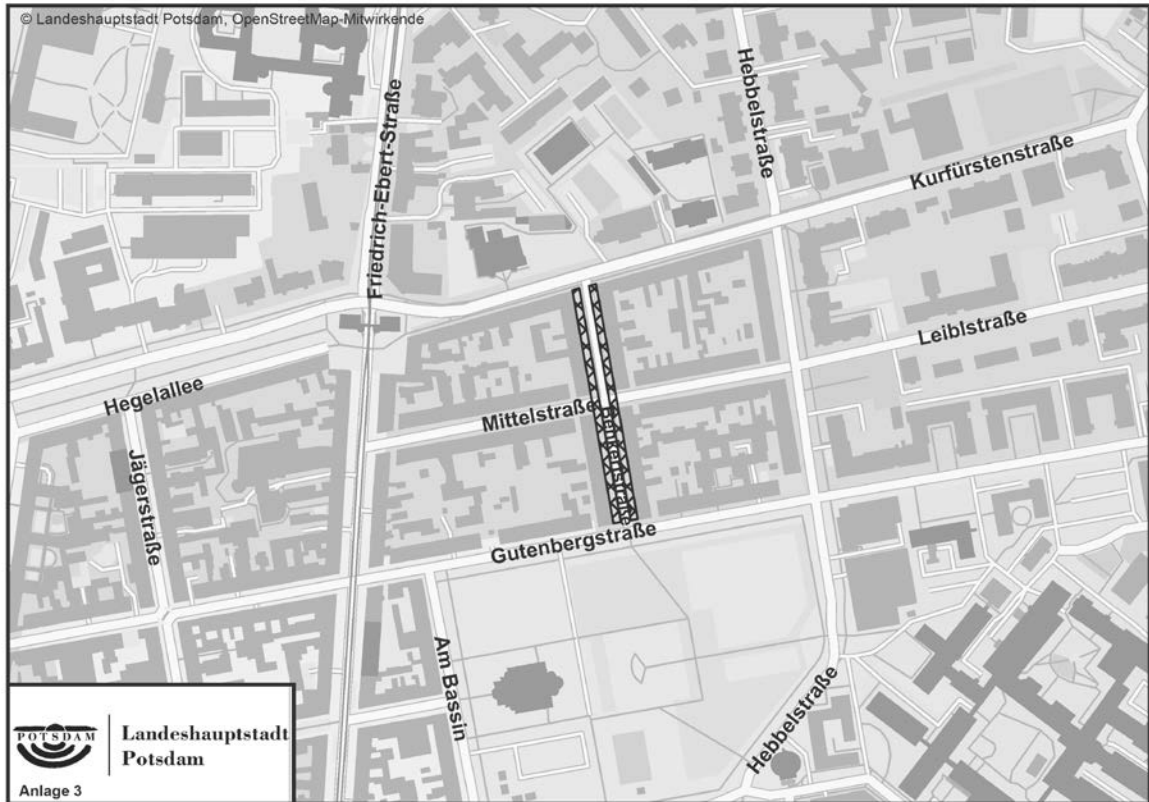 © Landeshauptstadt Potsdam, OpenStreetMap-Mitwirkende
Friedrich-Ebert-Straße
Hebbelstraße
Kurfürstenstraße
Leiblstraße
Hegelallee
Mittelstraße
Benkertstraße
Jägerstraße
Gutenbergstraße
Am Bassin
Hebbelstraße
POTSDAM
Landeshauptstadt
Potsdam
Anlage 3